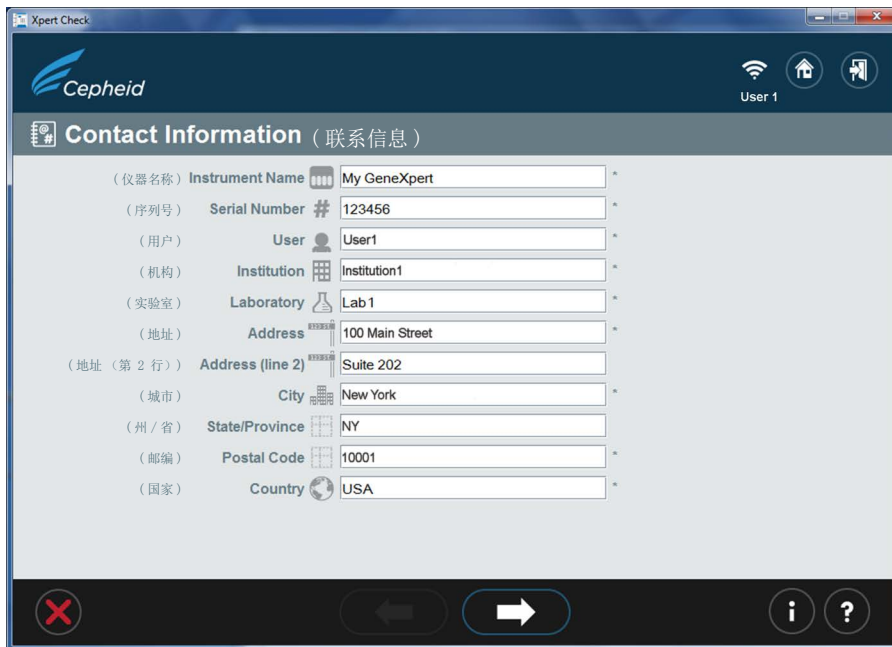 Xpert Check
Cepheid
User 1
Contact Information (联系信息)
(仪器名称) Instrument Name My GeneXpert *
(序列号) Serial Number # 123456 *
(用户) User User1 *
(机构) Institution Institution1 *
(实验室) Laboratory Lab1 *
(地址) Address 100 Main Street *
(地址 (第 2 行)) Address (line 2) Suite 202
(城市) City New York *
(州/省) State/Province NY
(邮编) Postal Code 10001 *
(国家) Country USA *
i ?